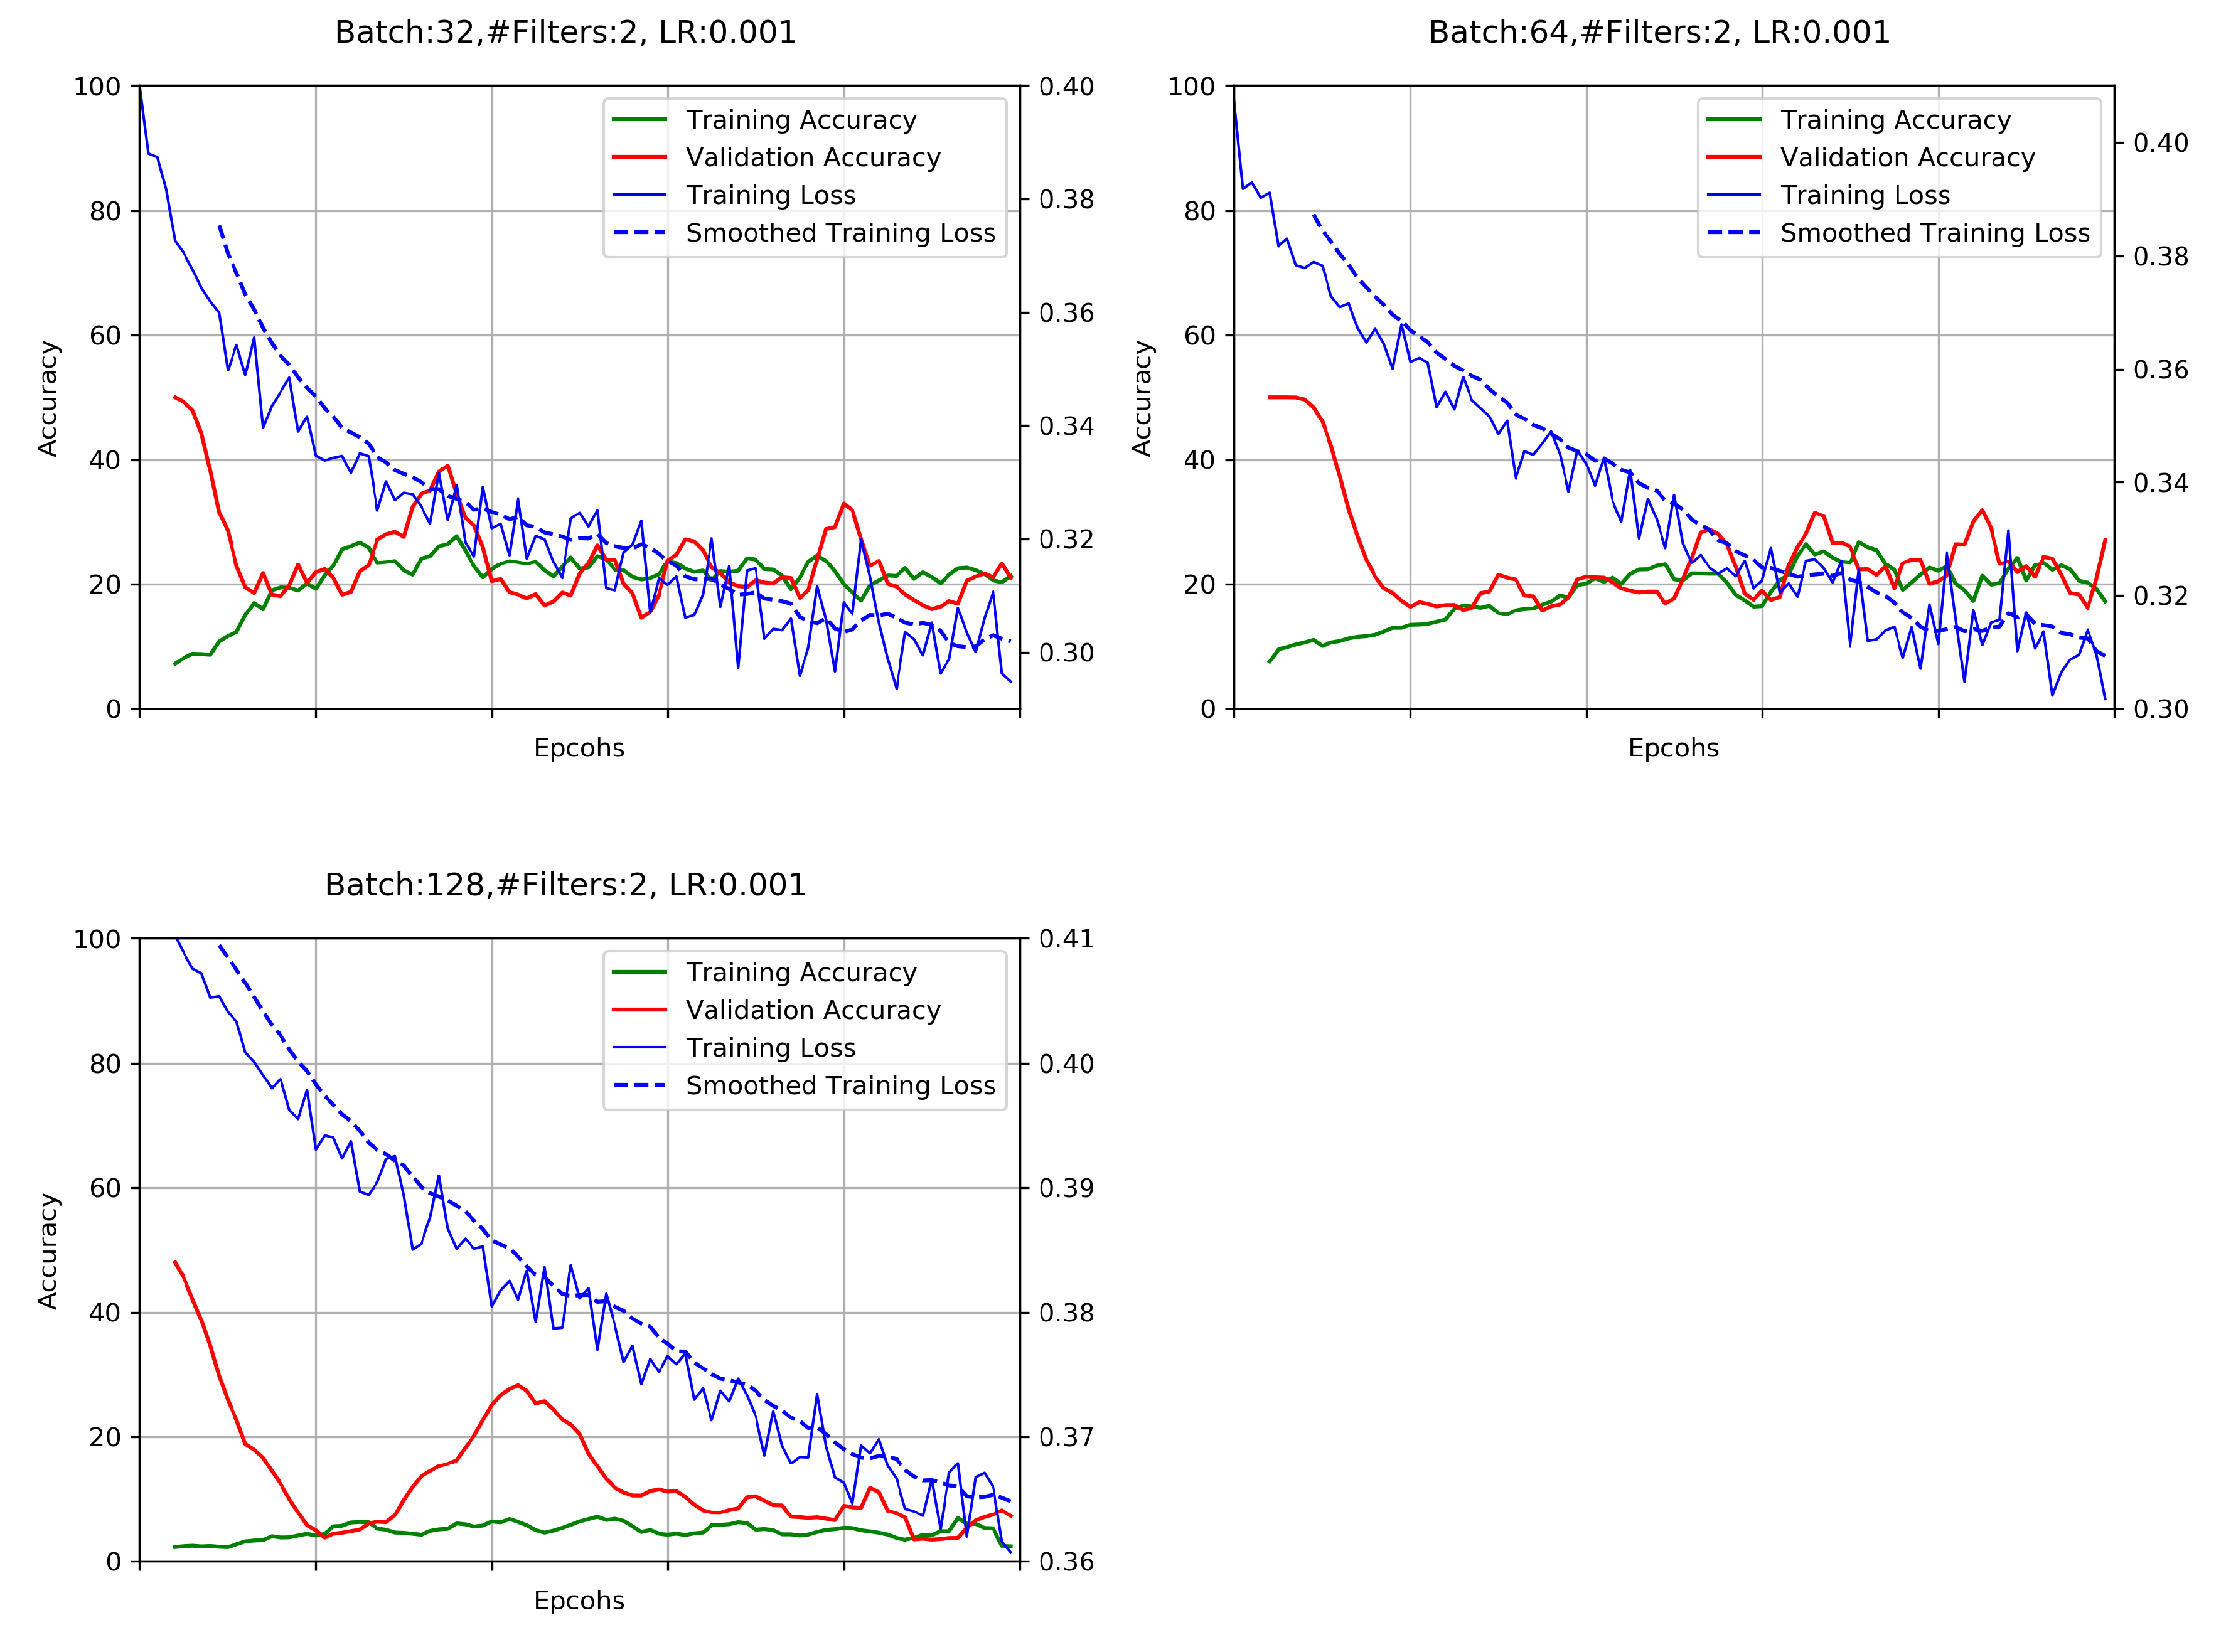 Batch:32,#Filters:2, LR:0.001
100
80
60
40
20
0
Accuracy
0.40
0.38
0.36
0.34
0.32
0.30
Training Accuracy
Validation Accuracy
Training Loss
Smoothed Training Loss
Epcohs
Batch:64,#Filters:2, LR:0.001
100
80
60
40
20
0
Accuracy
0.40
0.38
0.36
0.34
0.32
0.30
Training Accuracy
Validation Accuracy
Training Loss
Smoothed Training Loss
Epcohs
Batch:128,#Filters:2, LR:0.001
100
80
60
40
20
0
Accuracy
0.41
0.40
0.39
0.38
0.37
0.36
Training Accuracy
Validation Accuracy
Training Loss
Smoothed Training Loss
Epcohs